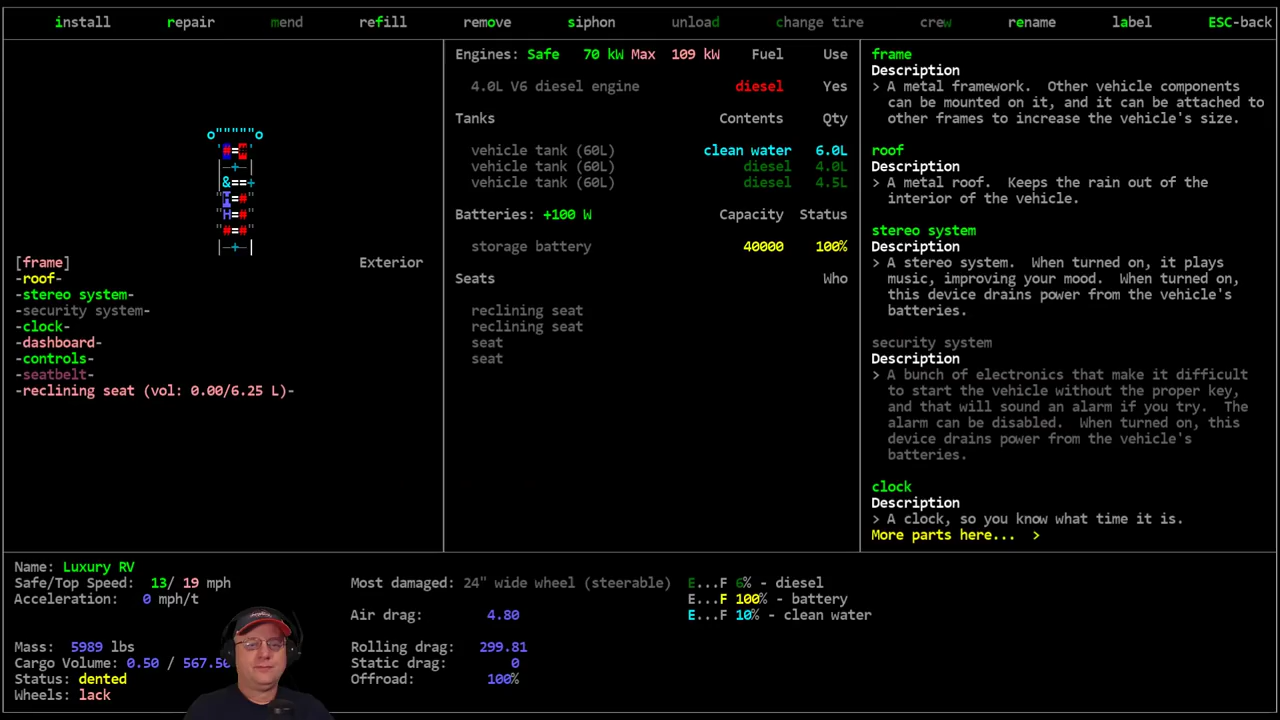 install repair mend refill remove siphon unload change tire crew rename label ESC-back
Engines: Safe 70 kW Max 109 kW Fuel Use
4.0L V6 diesel engine diesel Yes
Tanks Contents Qty
vehicle tank (60L) clean water 6.0L
vehicle tank (60L) diesel 4.0L
vehicle tank (60L) diesel 4.5L
Batteries: +100 W Capacity Status
storage battery 40000 100%
Seats Who
reclining seat
reclining seat
seat
seat
[frame] Exterior
-roof-
-stereo system-
-security system-
-clock-
-dashboard-
-controls-
-seatbelt-
-reclining seat (vol: 0.00/6.25 L)-
frame
Description
> A metal framework. Other vehicle components
can be mounted on it, and it can be attached to
other frames to increase the vehicle's size.
roof
Description
> A metal roof. Keeps the rain out of the
interior of the vehicle.
stereo system
Description
> A stereo system. When turned on, it plays
music, improving your mood. When turned on,
this device drains power from the vehicle's
batteries.
security system
Description
> A bunch of electronics that make it difficult
to start the vehicle without the proper key,
and that will sound an alarm if you try. The
alarm can be disabled. When turned on, this
device drains power from the vehicle's
batteries.
clock
Description
> A clock, so you know what time it is.
More parts here... >
Name: Luxury RV
Safe/Top Speed: 13/ 19 mph
Acceleration: 0 mph/t
Mass: 5989 lbs
Cargo Volume: 0.50 /
Status: dented
Wheels: lack
Most damaged: 24" wide wheel (steerable)
Air drag: 4.80
Rolling drag: 299.81
Static drag: 0
Offroad: 100%
E...F 6% - diesel
E...F 100% - battery
E...F 10% - clean water